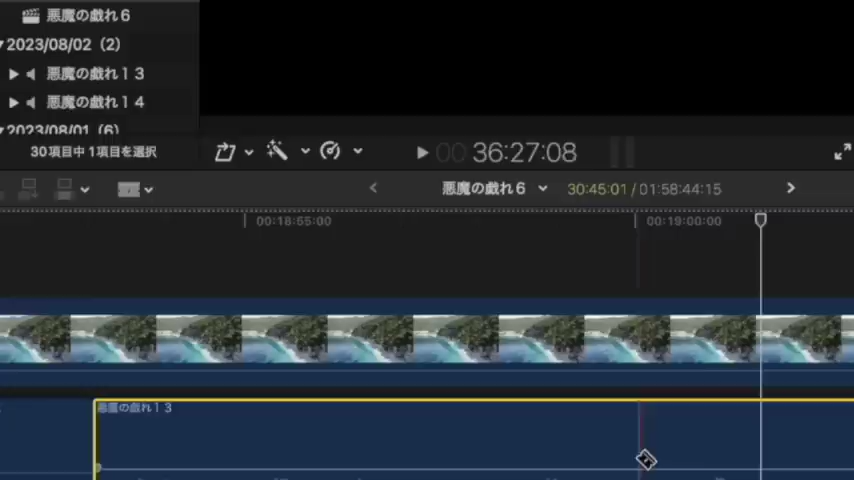 悪魔の戯れ6
2023/08/02（2）
悪魔の戯れ１３
悪魔の戯れ１４
2023/08/01（6）
30項目中 1項目を選択
00 36:27:08
悪魔の戯れ6
30:45:01 / 01:58:44:15
00:18:55:00
00:19:00:00
悪魔の戯れ１３